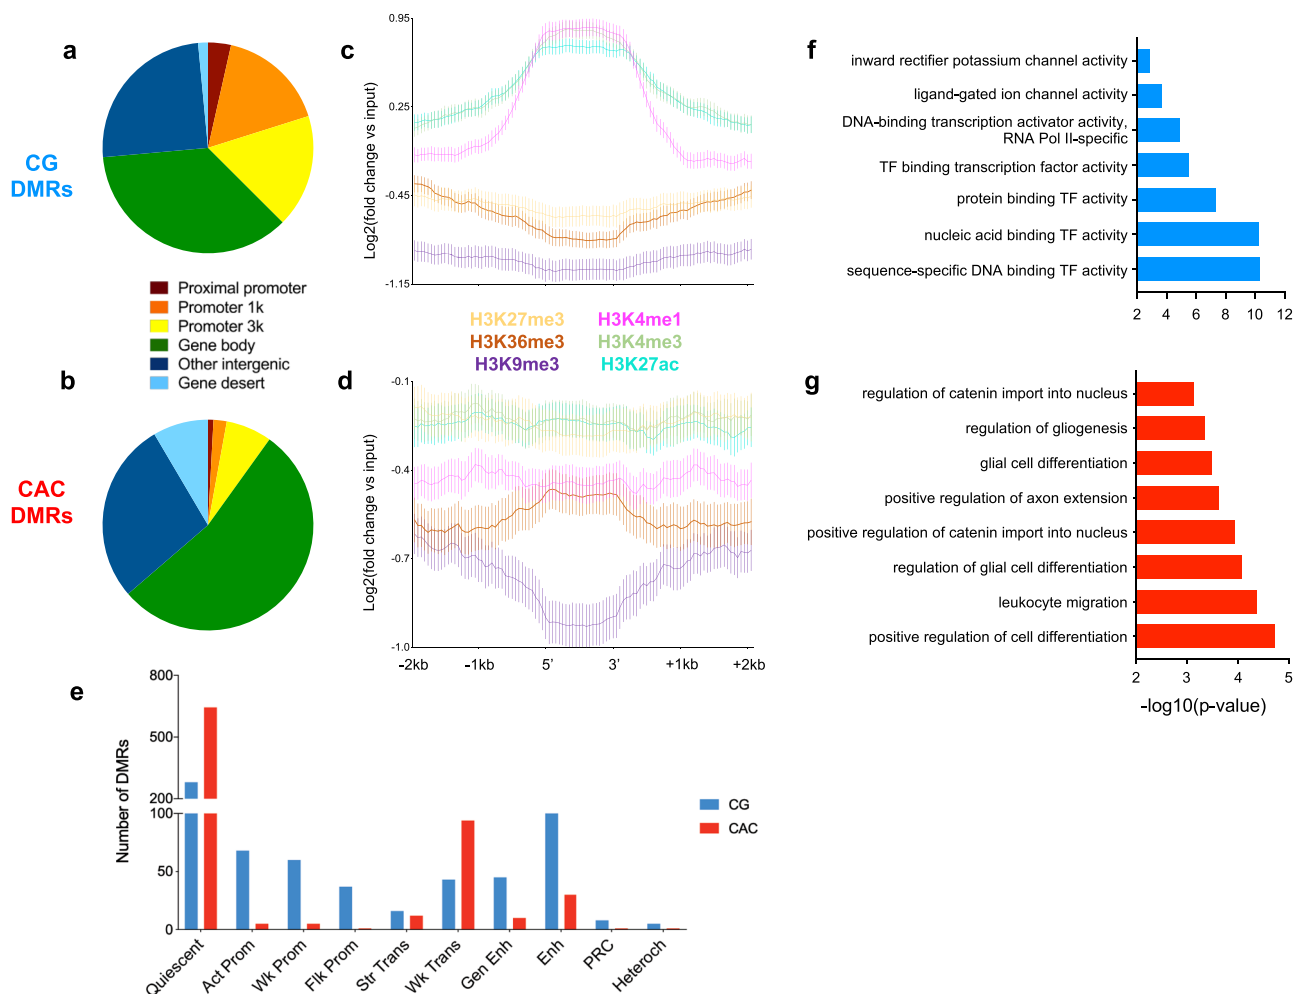 a
CG
DMRs
Proximal promoter
Promoter 1k
Promoter 3k
Gene body
Other intergenic
Gene desert
b
CAC
DMRs
c
0.95
0.25
-0.45
-1.15
Log2(fold change vs input)
H3K27me3 H3K4me1
H3K36me3 H3K4me3
H3K9me3 H3K27ac
d
-0.1
-0.4
-0.7
-1.0
Log2(fold change vs input)
-2kb -1kb 5' 3' +1kb +2kb
e
800
500
200
100
50
0
Number of DMRs
Quiescent
Act Prom
Wk Prom
Flk Prom
Str Trans
Wk Trans
Gen Enh
Enh
PRC
Heteroch
CG
CAC
f
inward rectifier potassium channel activity
ligand-gated ion channel activity
DNA-binding transcription activator activity,
RNA Pol II-specific
TF binding transcription factor activity
protein binding TF activity
nucleic acid binding TF activity
sequence-specific DNA binding TF activity
2 4 6 8 10 12
g
regulation of catenin import into nucleus
regulation of gliogenesis
glial cell differentiation
positive regulation of axon extension
positive regulation of catenin import into nucleus
regulation of glial cell differentiation
leukocyte migration
positive regulation of cell differentiation
2 3 4 5
-log10(p-value)